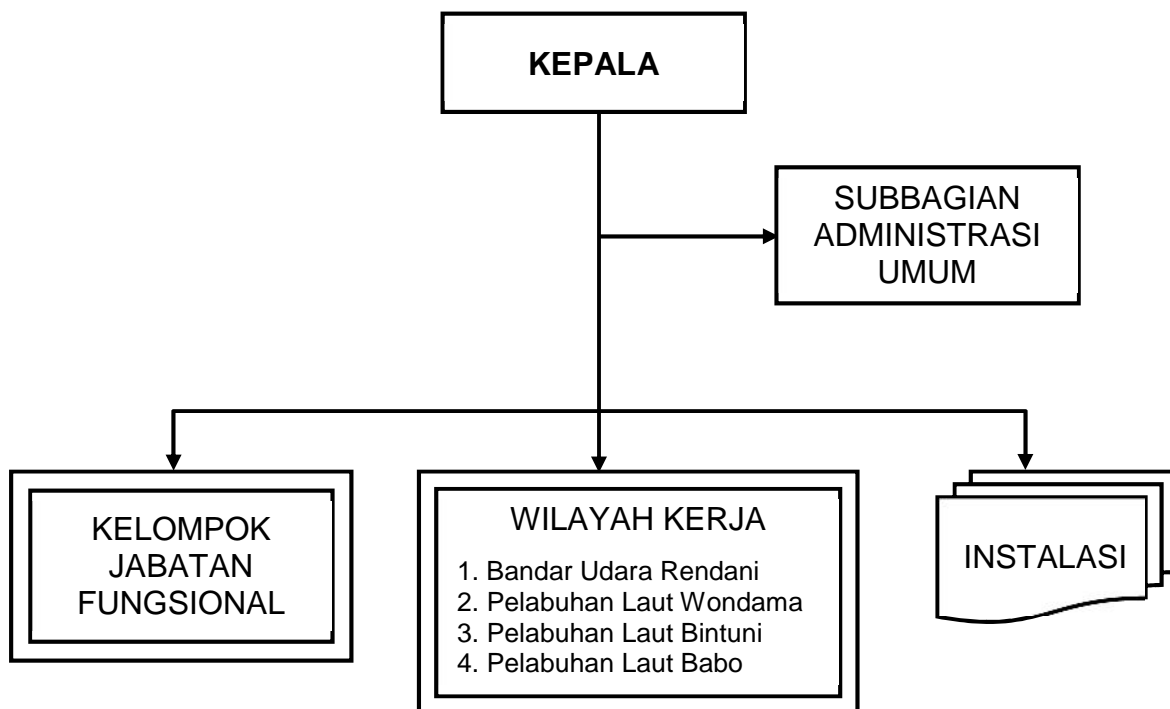 KEPALA
SUBBAGIAN
ADMINISTRASI
UMUM
KELOMPOK
JABATAN
FUNGSIONAL
WILAYAH KERJA
1. Bandar Udara Rendani
2. Pelabuhan Laut Wondama
3. Pelabuhan Laut Bintuni
4. Pelabuhan Laut Babo
INSTALASI